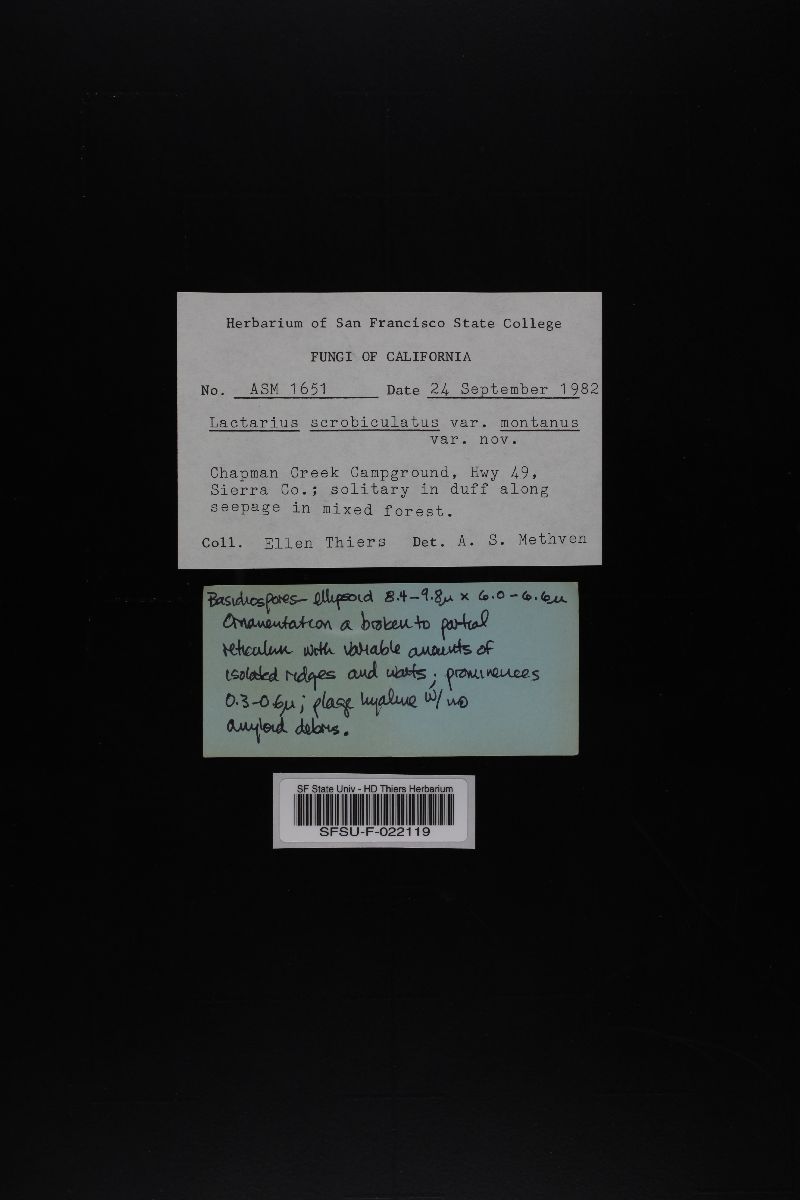 Herbarium of San Francisco State College
FUNGI OF CALIFORNIA
No. ASM 1651 Date 24 September 1982
Lactarius scrobiculatus var. montanus
var. nov.
Chapman Creek Campground, Hwy 49,
Sierra Co.; solitary in duff along
seepage in mixed forest.
Coll. Ellen Thiers Det. A. S. Methven
Basidiospores - ellipsoid 8.4-9.8µ × 6.0-6.6µ
Ornamentation a broken to partial
reticulum with variable amounts of
isolated ridges and warts; prominences
0.3-0.6µ; plage hyaline w/ no
amyloid debris.
SF State Univ - HD Thiers Herbarium
SFSU-F-022119